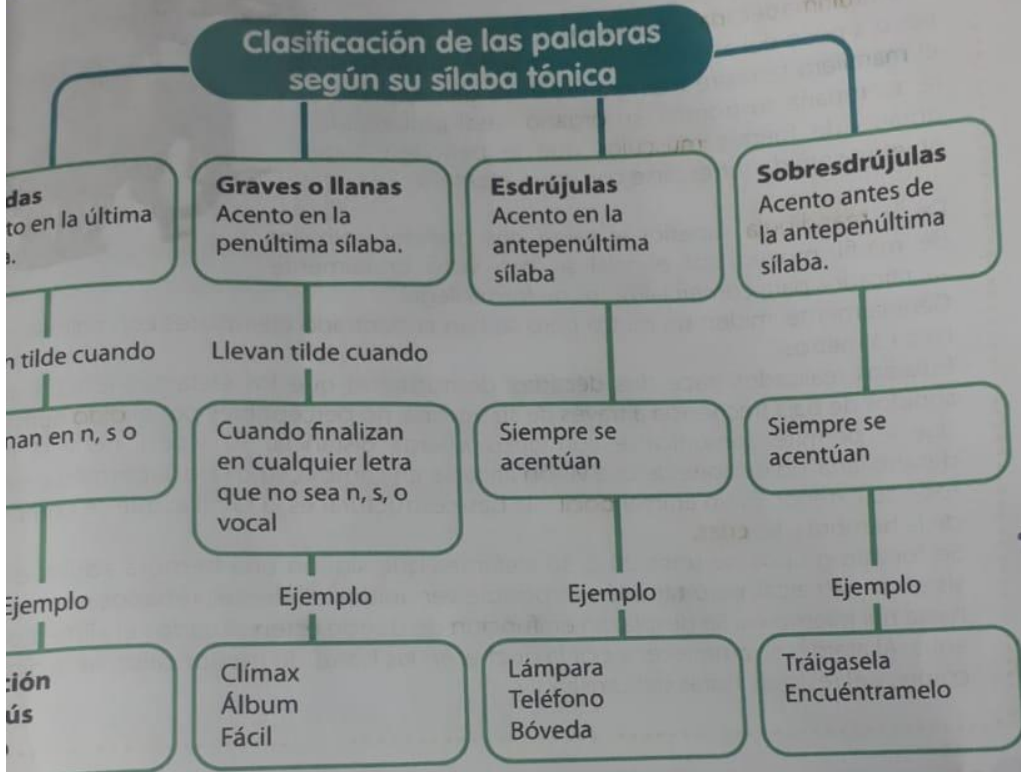 Clasificación de las palabras
según su sílaba tónica
das
to en la última
a.
n tilde cuando
nan en n, s o
Ejemplo
ción
ús
Graves o llanas
Acento en la
penúltima sílaba.
Llevan tilde cuando
Cuando finalizan
en cualquier letra
que no sea n, s, o
vocal
Ejemplo
Clímax
Álbum
Fácil
Esdrújulas
Acento en la
antepenúltima
sílaba
Siempre se
acentúan
Ejemplo
Lámpara
Teléfono
Bóveda
Sobresdrújulas
Acento antes de
la antepenúltima
sílaba.
Siempre se
acentúan
Ejemplo
Tráigasela
Encuéntramelo